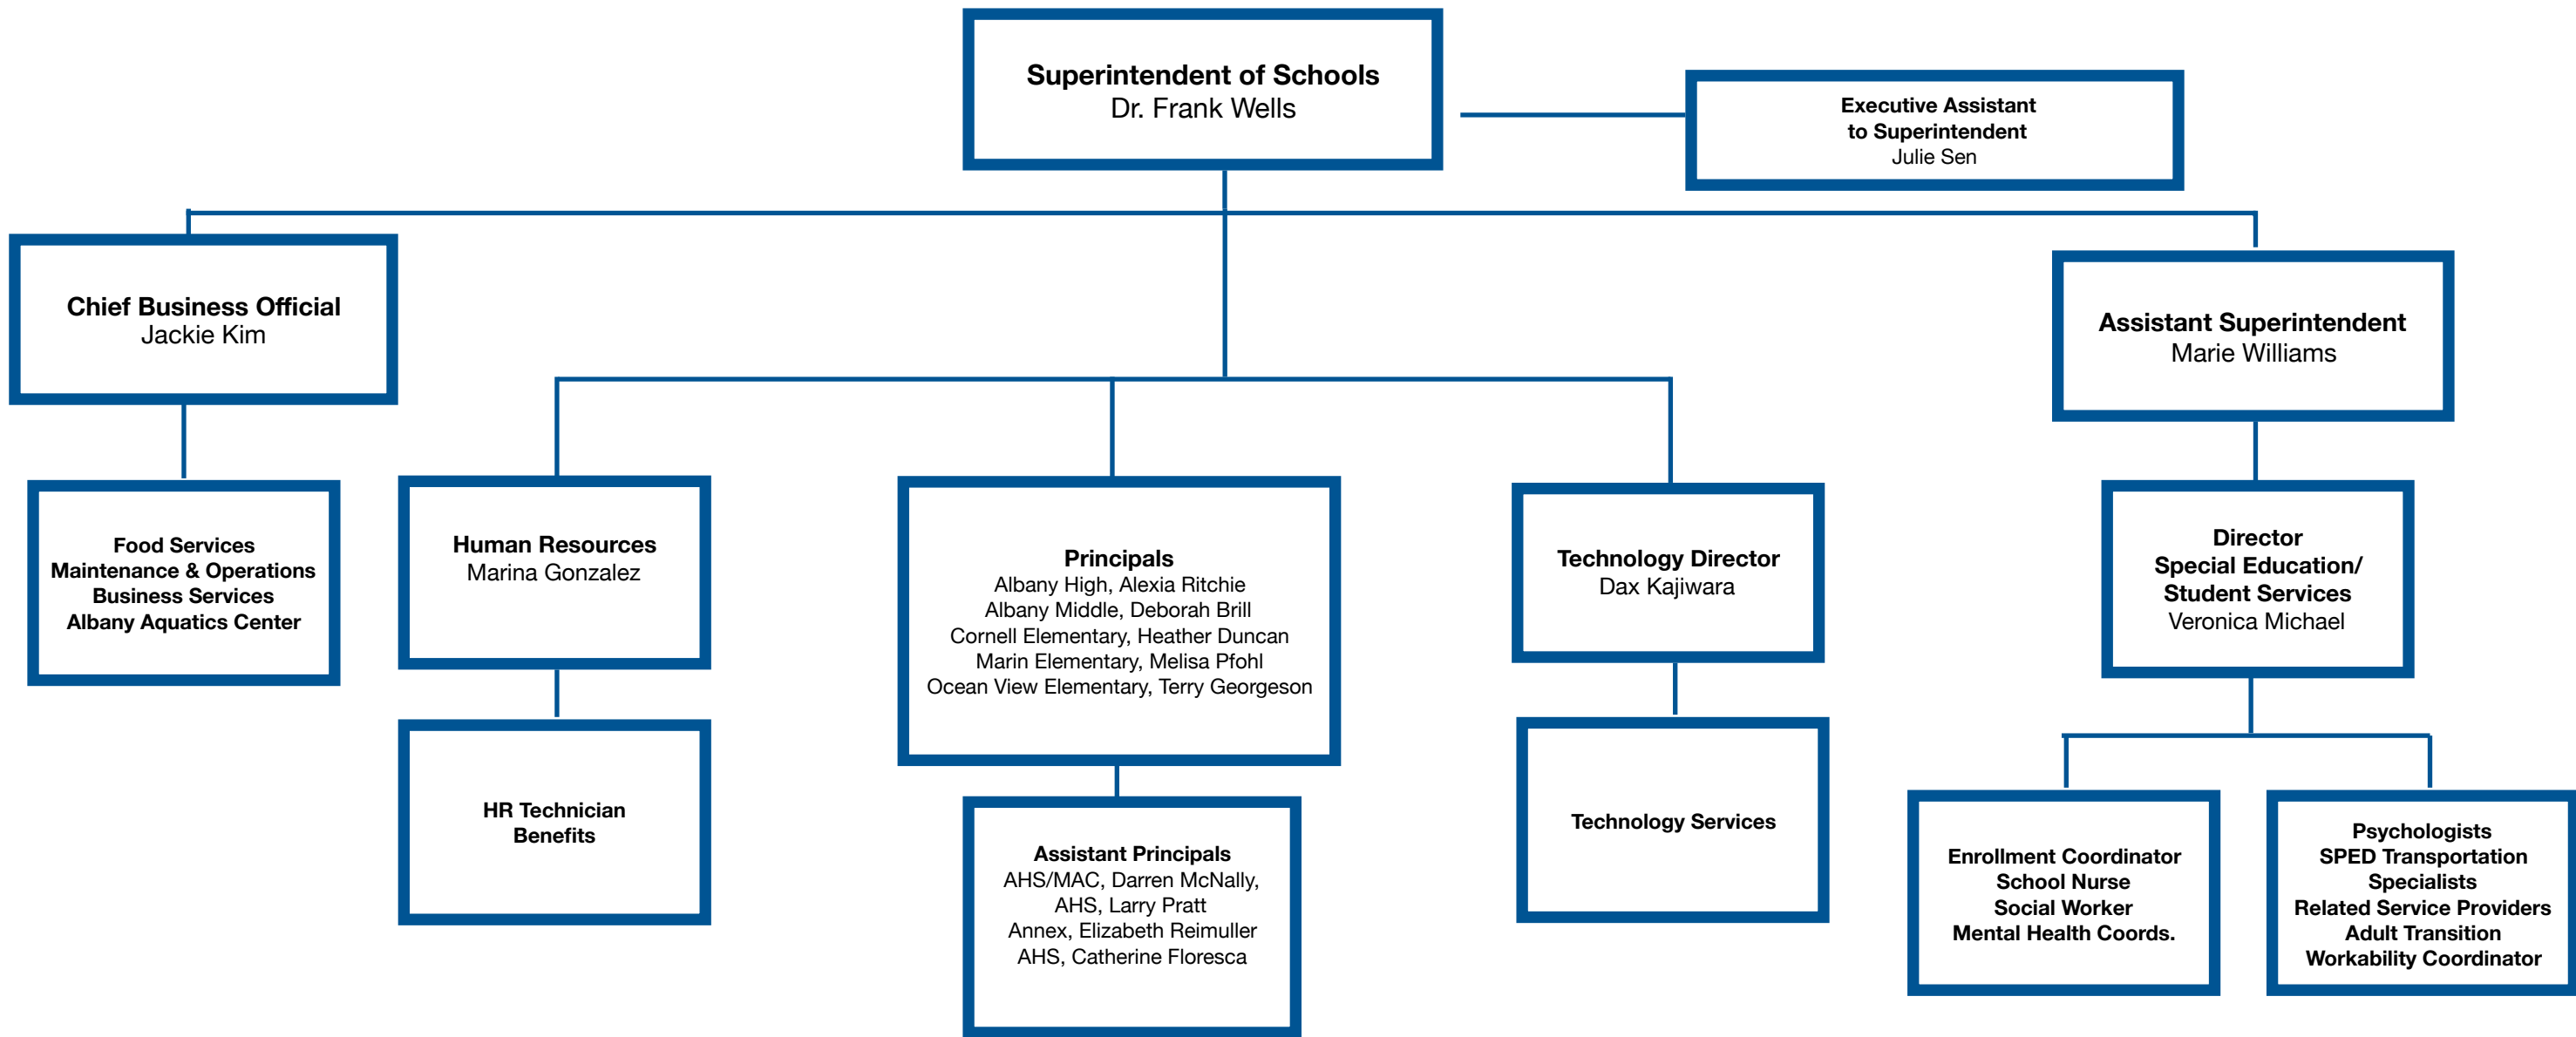 Superintendent of Schools
Dr. Frank Wells
Executive Assistant
to Superintendent
Julie Sen
Chief Business Official
Jackie Kim
Assistant Superintendent
Marie Williams
Food Services
Maintenance & Operations
Business Services
Albany Aquatics Center
Human Resources
Marina Gonzalez
Principals
Albany High, Alexia Ritchie
Albany Middle, Deborah Brill
Cornell Elementary, Heather Duncan
Marin Elementary, Melisa Pfohl
Ocean View Elementary, Terry Georgeson
Technology Director
Dax Kajiwara
Director
Special Education/
Student Services
Veronica Michael
HR Technician
Benefits
Assistant Principals
AHS/MAC, Darren McNally,
AHS, Larry Pratt
Annex, Elizabeth Reimuller
AHS, Catherine Floresca
Technology Services
Enrollment Coordinator
School Nurse
Social Worker
Mental Health Coords.
Psychologists
SPED Transportation
Specialists
Related Service Providers
Adult Transition
Workability Coordinator